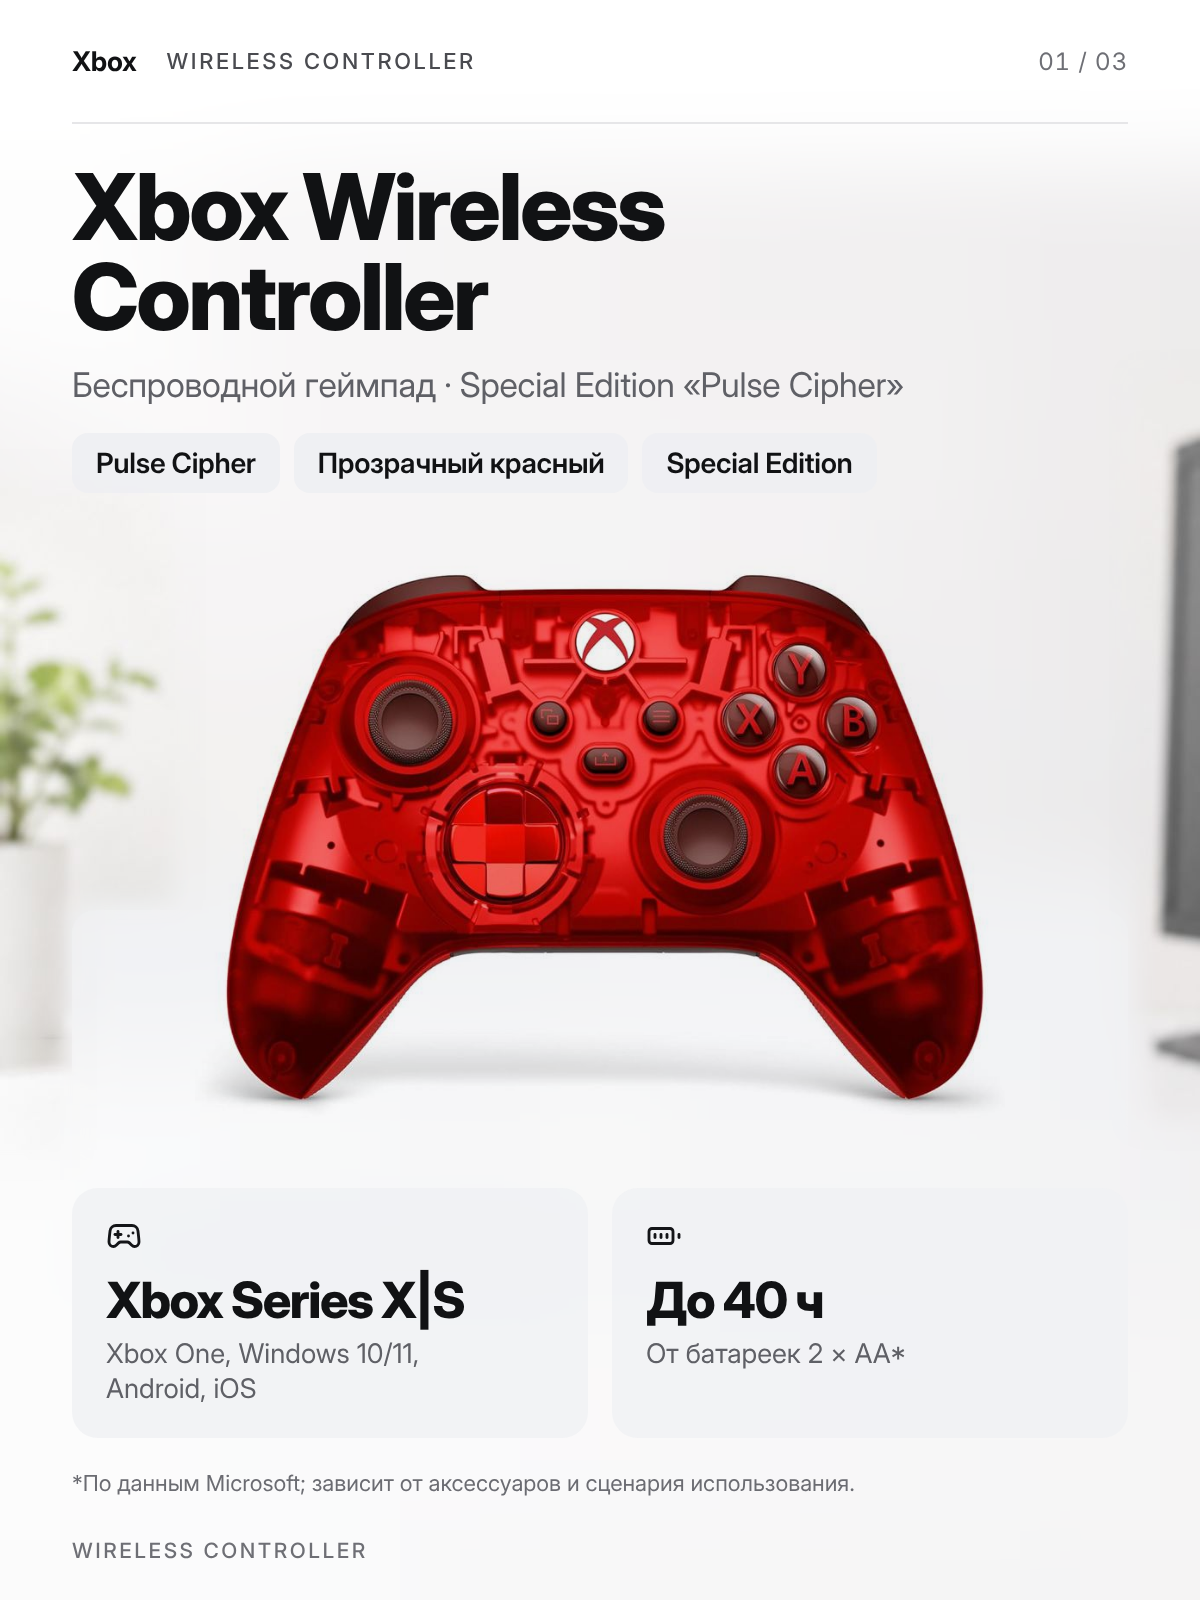 Xbox WIRELESS CONTROLLER 01 / 03
Xbox Wireless
Controller
Беспроводной геймпад · Special Edition «Pulse Cipher»
Pulse Cipher Прозрачный красный Special Edition
Y
X B
A
Xbox Series X|S
Xbox One, Windows 10/11,
Android, iOS
До 40 ч
От батареек 2 × AA*
*По данным Microsoft; зависит от аксессуаров и сценария использования.
WIRELESS CONTROLLER